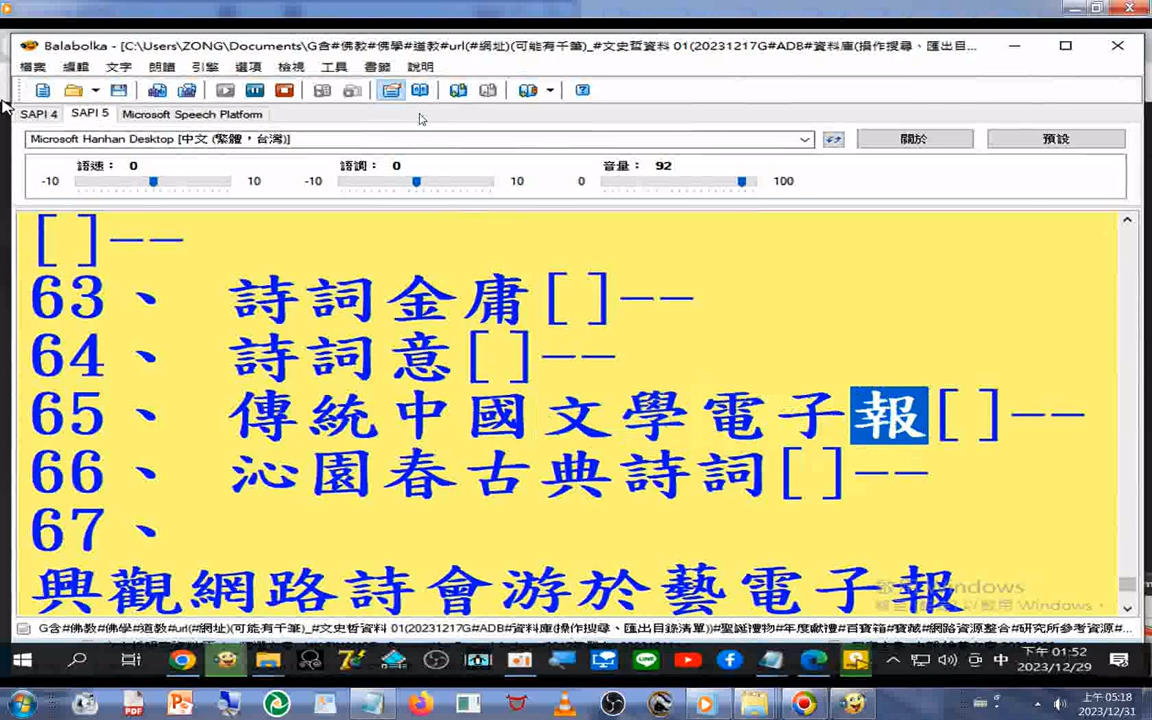 Balabolka - [C:\Users\ZONG\Documents\G含#佛教#佛學#道教#url(#網址)(可能有千筆)_#文史哲資料 01(20231217G#ADB#資料庫(操作搜尋、匯出目...
檔案 編輯 文字 朗讀 引擎 選項 檢視 工具 書籤 說明
SAPI 4 SAPI 5 Microsoft Speech Platform
Microsoft Hanhan Desktop [中文 (繁體，台灣)] 關於 預設
語速： 0 語調： 0 音量： 92
-10 10 -10 10 0 100
[ ]－－
63、 詩詞金庸[ ]－－
64、 詩詞意[ ]－－
65、 傳統中國文學電子報[ ]－－
66、 沁園春古典詩詞[ ]－－
67、
興觀網路詩會游於藝電子報
G含#佛教#佛學#道教#url(#網址)(可能有千筆)_#文史哲資料 01(20231217G#ADB#資料庫(操作搜尋、匯出目錄清單))#聖誕禮物#年度獻禮#百寶箱#寶藏#網路資源整合#研究所參考資源#...
中 下午 01:52
2023/12/29
上午 05:18
2023/12/31